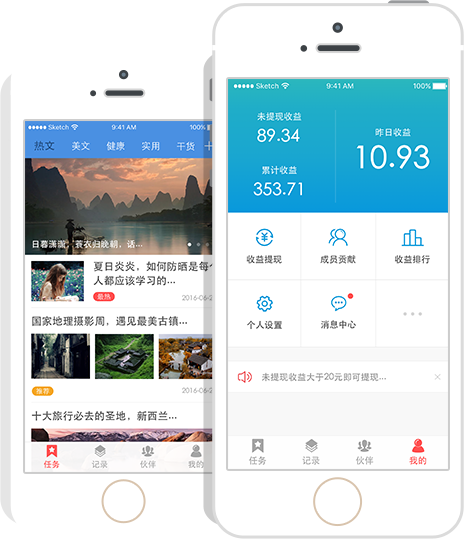 Sketch
9:41 AM
100%
热文
美文
健康
实用
干货
日暮潇潇，蓑衣归晚朝，话...
夏日炎炎，如何防晒是每个
人都应该学习的...
最热
2016-06-2
国家地理摄影周，遇见最美古镇...
推荐
2016-06-2
十大旅行必去的圣地，新西兰...
任务
记录
伙伴
我的
Sketch
9:41 AM
100%
未提现收益
89.34
昨日收益
10.93
累计收益
353.71
收益提现
成员贡献
收益排行
个人设置
消息中心
未提现收益大于20元即可提现...
任务
记录
伙伴
我的